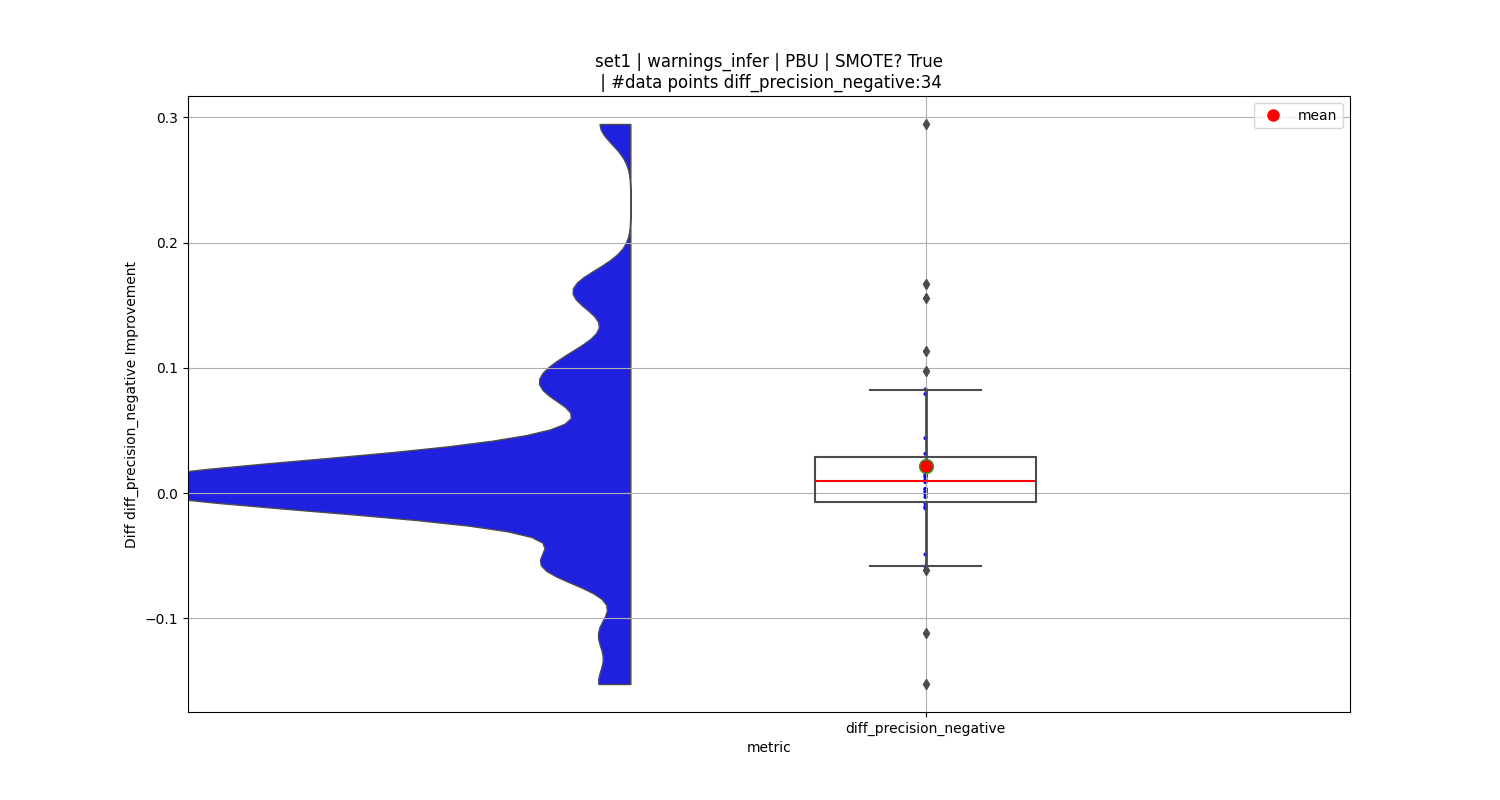 set1 | warnings_infer | PBU | SMOTE? True
| #data points diff_precision_negative:34
mean
0.3
0.2
0.1
0.0
−0.1
Diff diff_precision_negative Improvement
diff_precision_negative
metric